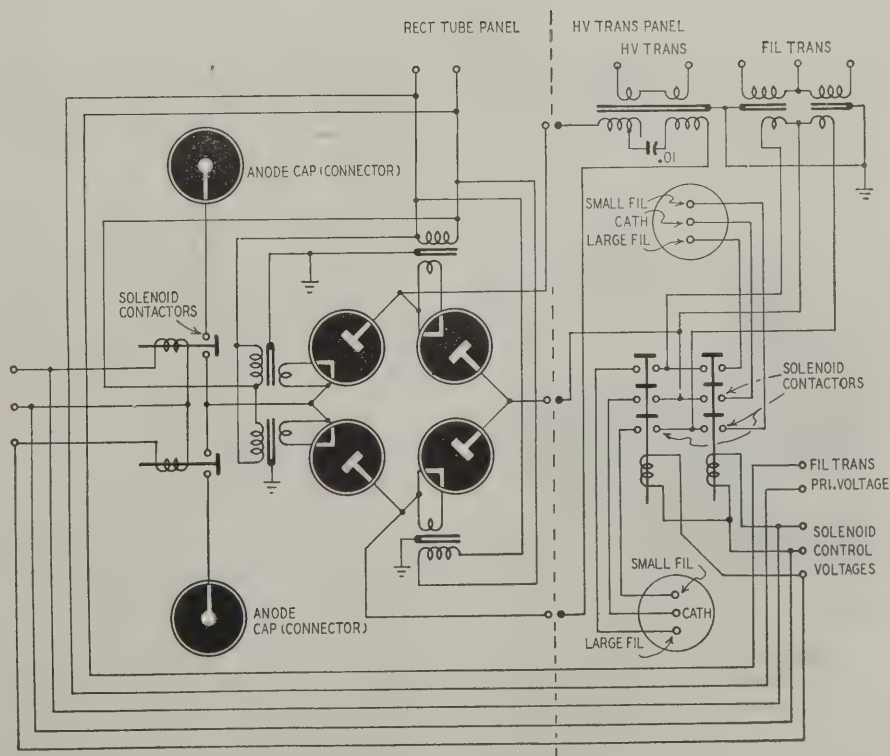 RECT TUBE PANEL
HV TRANS PANEL
HV TRANS
FIL TRANS
.01
ANODE CAP (CONNECTOR)
SMALL FIL
CATH
LARGE FIL
SOLENOID
CONTACTORS
SOLENOID
CONTACTORS
FIL TRANS
PRI. VOLTAGE
SOLENOID
CONTROL
VOLTAGES
SMALL FIL
CATH
LARGE FIL
ANODE
CAP (CONNECTOR)